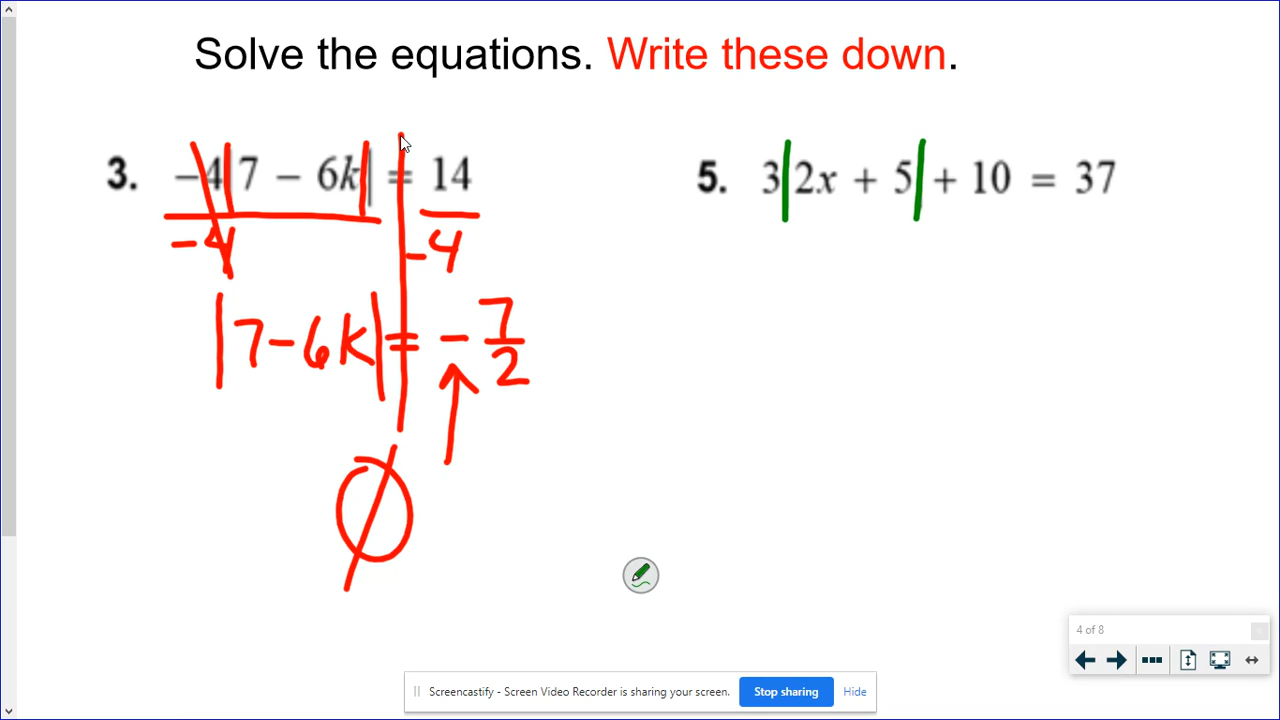 Solve the equations. Write these down.
3. −4|7 − 6k| = 14
−4 −4
|7−6k| = − 7/2
∅
5. 3|2x + 5| + 10 = 37
4 of 8
Screencastify - Screen Video Recorder is sharing your screen. Stop sharing Hide